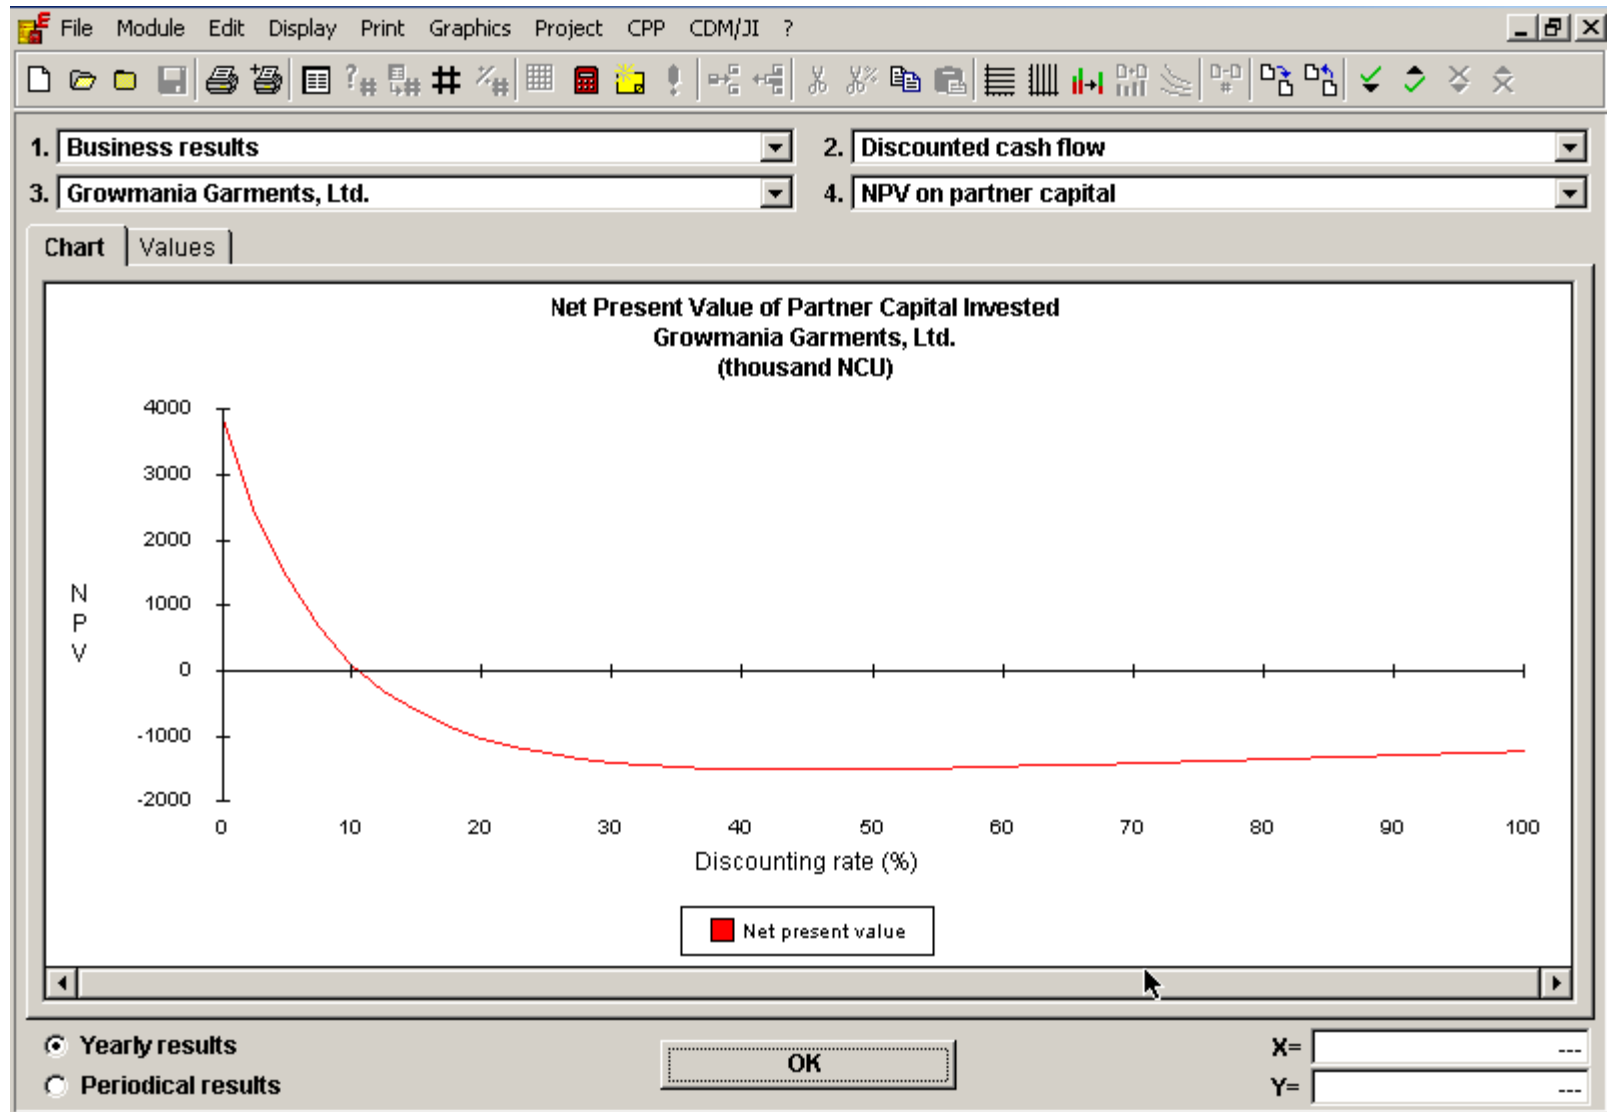 File Module Edit Display Print Graphics Project CPP CDM/JI ?
1. Business results 2. Discounted cash flow
3. Growmania Garments, Ltd. 4. NPV on partner capital
Chart Values
Net Present Value of Partner Capital Invested
Growmania Garments, Ltd.
(thousand NCU)
4000
3000
2000
1000
0
-1000
-2000
NPV
0 10 20 30 40 50 60 70 80 90 100
Discounting rate (%)
Net present value
Yearly results
Periodical results
OK
X= ---
Y= ---